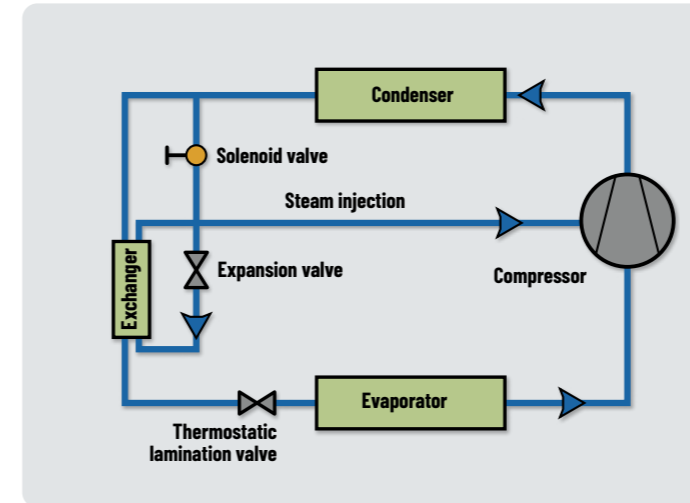 Condenser
Solenoid valve
Steam injection
Exchanger
Expansion valve
Compressor
Evaporator
Thermostatic
lamination valve